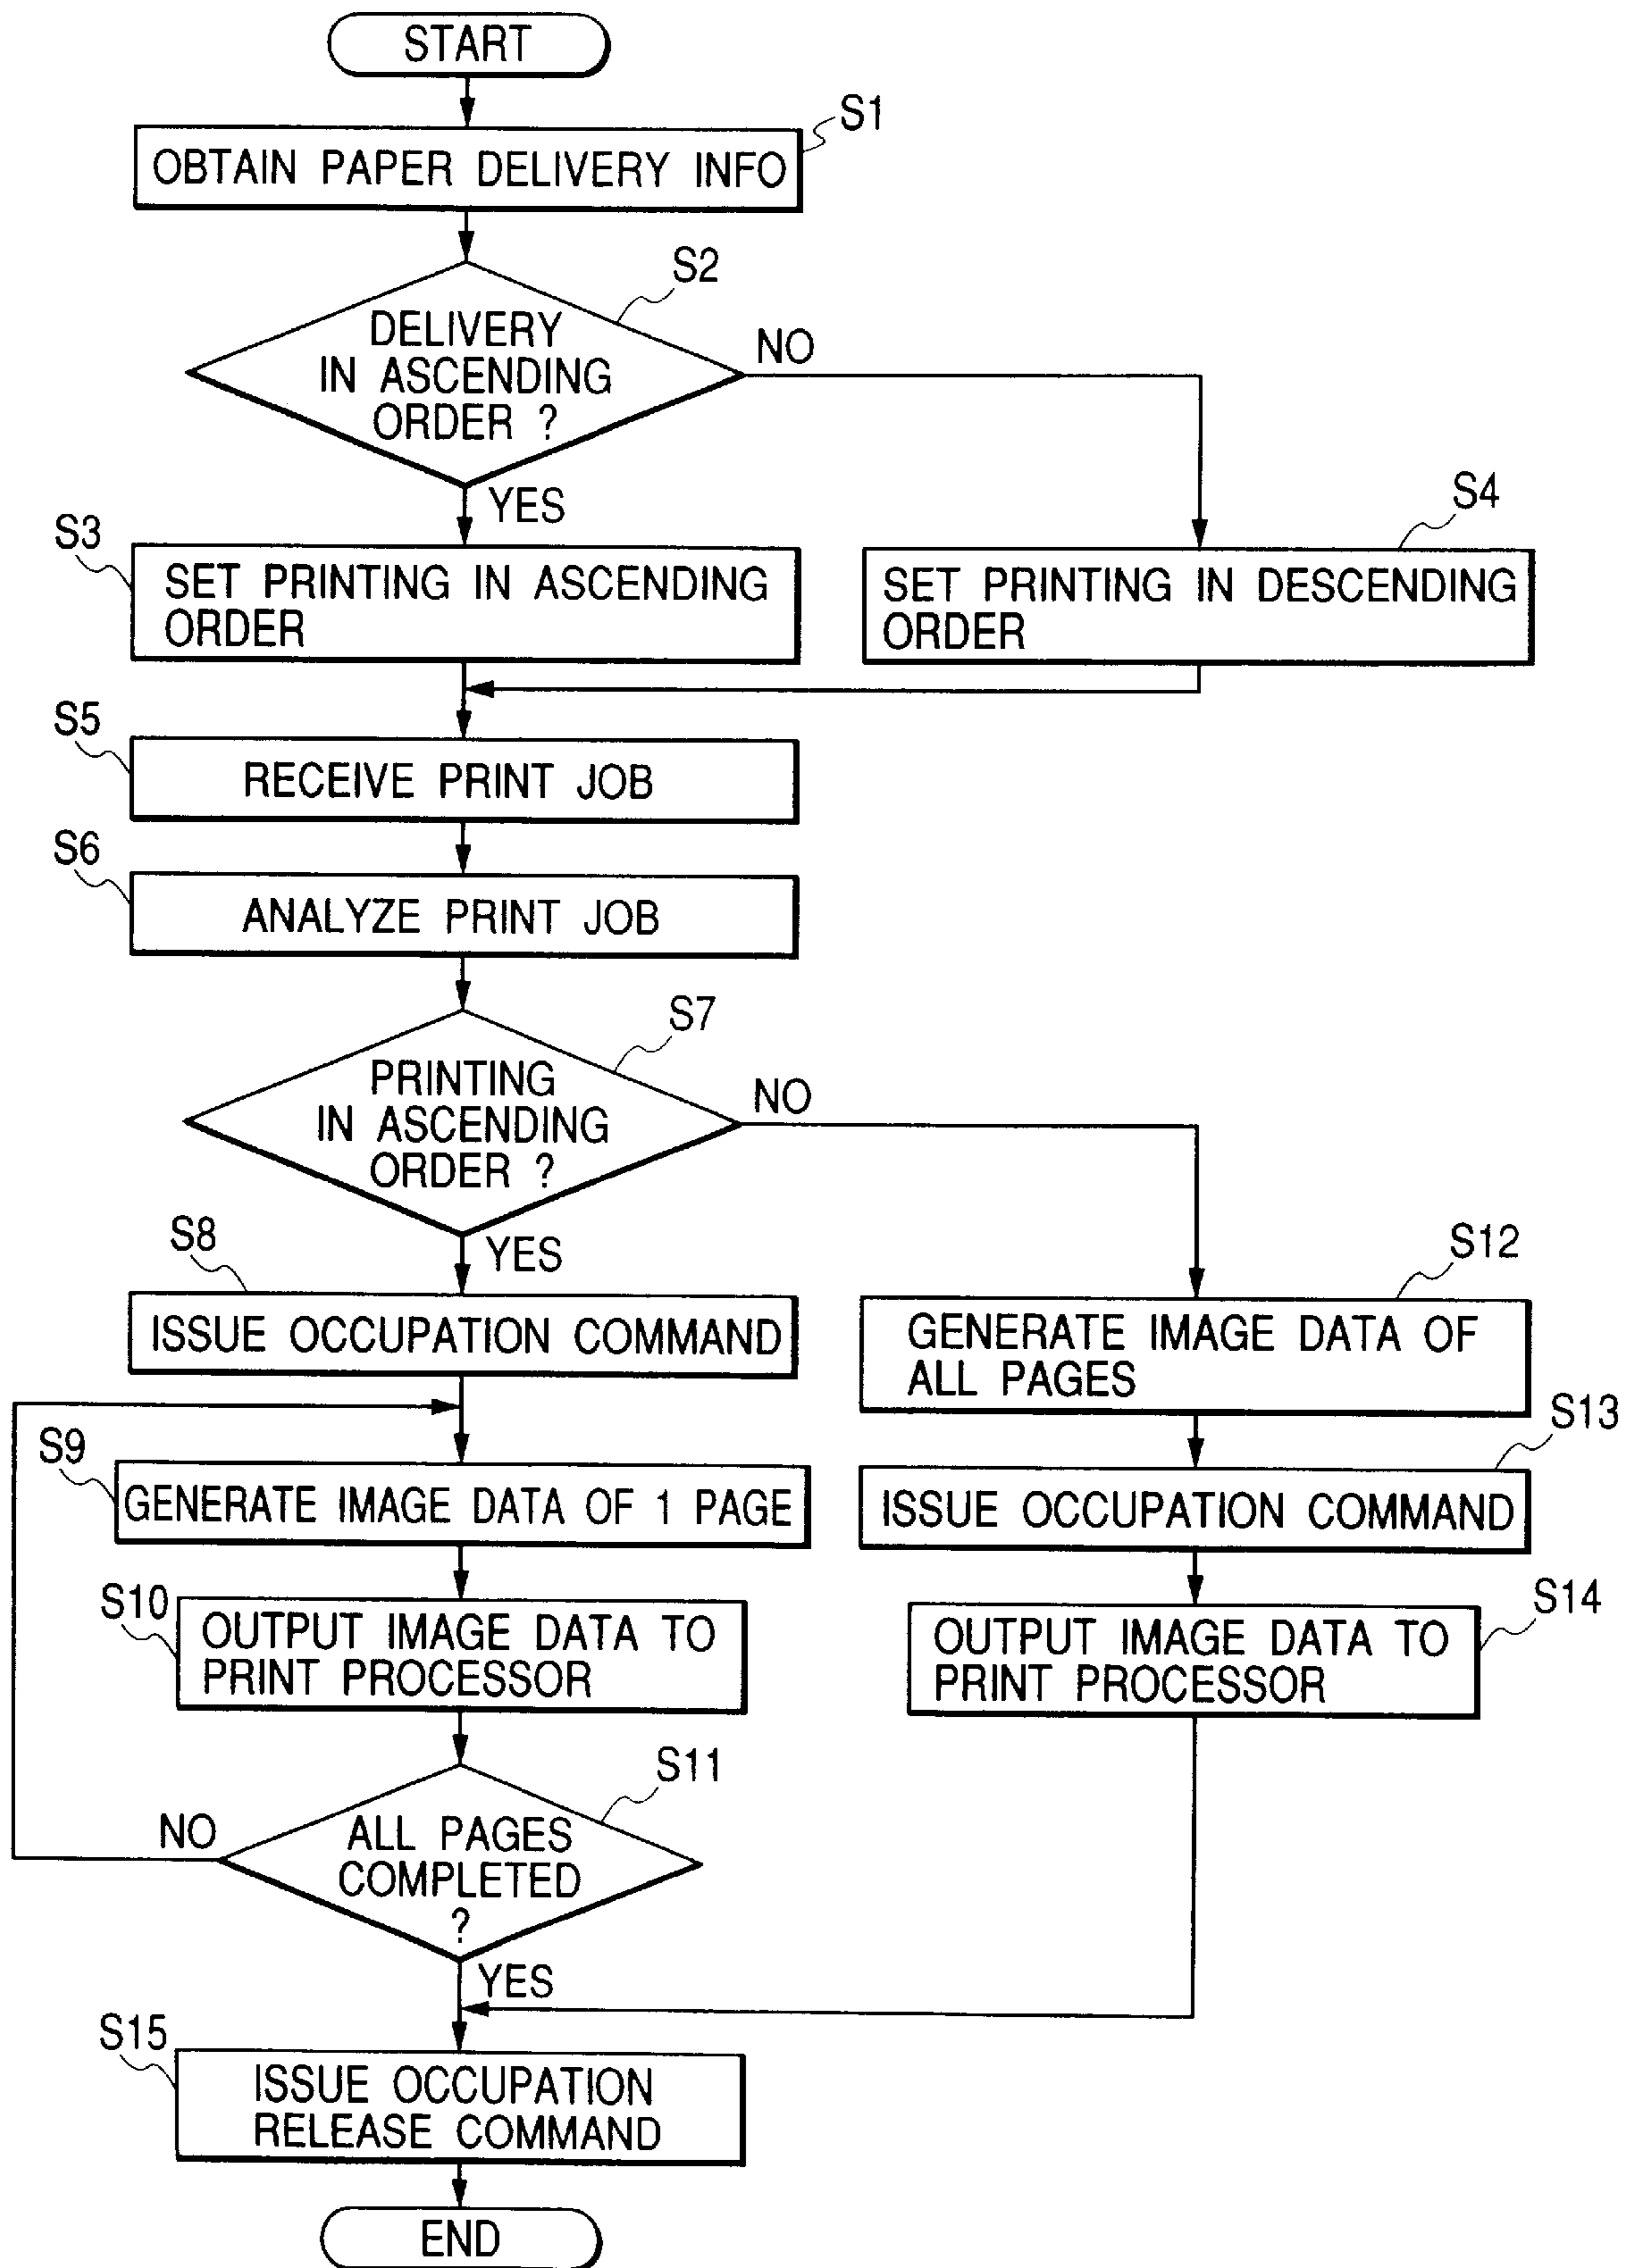 START
S1
OBTAIN PAPER DELIVERY INFO
S2
DELIVERY
IN ASCENDING
ORDER ?
NO
YES
S3
SET PRINTING IN ASCENDING
ORDER
S4
SET PRINTING IN DESCENDING
ORDER
S5
RECEIVE PRINT JOB
S6
ANALYZE PRINT JOB
S7
PRINTING
IN ASCENDING
ORDER ?
NO
YES
S8
ISSUE OCCUPATION COMMAND
S12
GENERATE IMAGE DATA OF
ALL PAGES
S9
GENERATE IMAGE DATA OF 1 PAGE
S13
ISSUE OCCUPATION COMMAND
S10
OUTPUT IMAGE DATA TO
PRINT PROCESSOR
S14
OUTPUT IMAGE DATA TO
PRINT PROCESSOR
S11
ALL PAGES
COMPLETED
?
NO
YES
S15
ISSUE OCCUPATION
RELEASE COMMAND
END